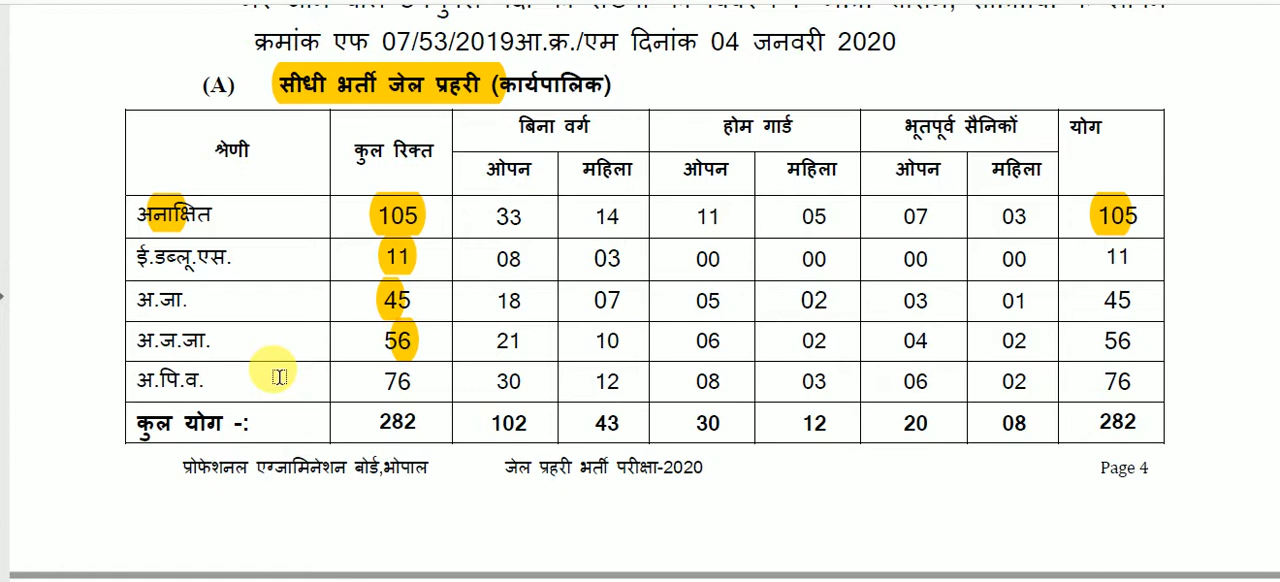 क्रमांक एफ 07/53/2019आ.क्र./एम दिनांक 04 जनवरी 2020
(A) सीधी भर्ती जेल प्रहरी (कार्यपालिक)
श्रेणी कुल रिक्त बिना वर्ग होम गार्ड भूतपूर्व सैनिकों योग
ओपन महिला ओपन महिला ओपन महिला
अनाक्षित 105 33 14 11 05 07 03 105
ई.डब्लू.एस. 11 08 03 00 00 00 00 11
अ.जा. 45 18 07 05 02 03 01 45
अ.ज.जा. 56 21 10 06 02 04 02 56
अ.पि.व. 76 30 12 08 03 06 02 76
कुल योग -: 282 102 43 30 12 20 08 282
प्रोफेशनल एग्जामिनेशन बोर्ड,भोपाल जेल प्रहरी भर्ती परीक्षा-2020 Page 4